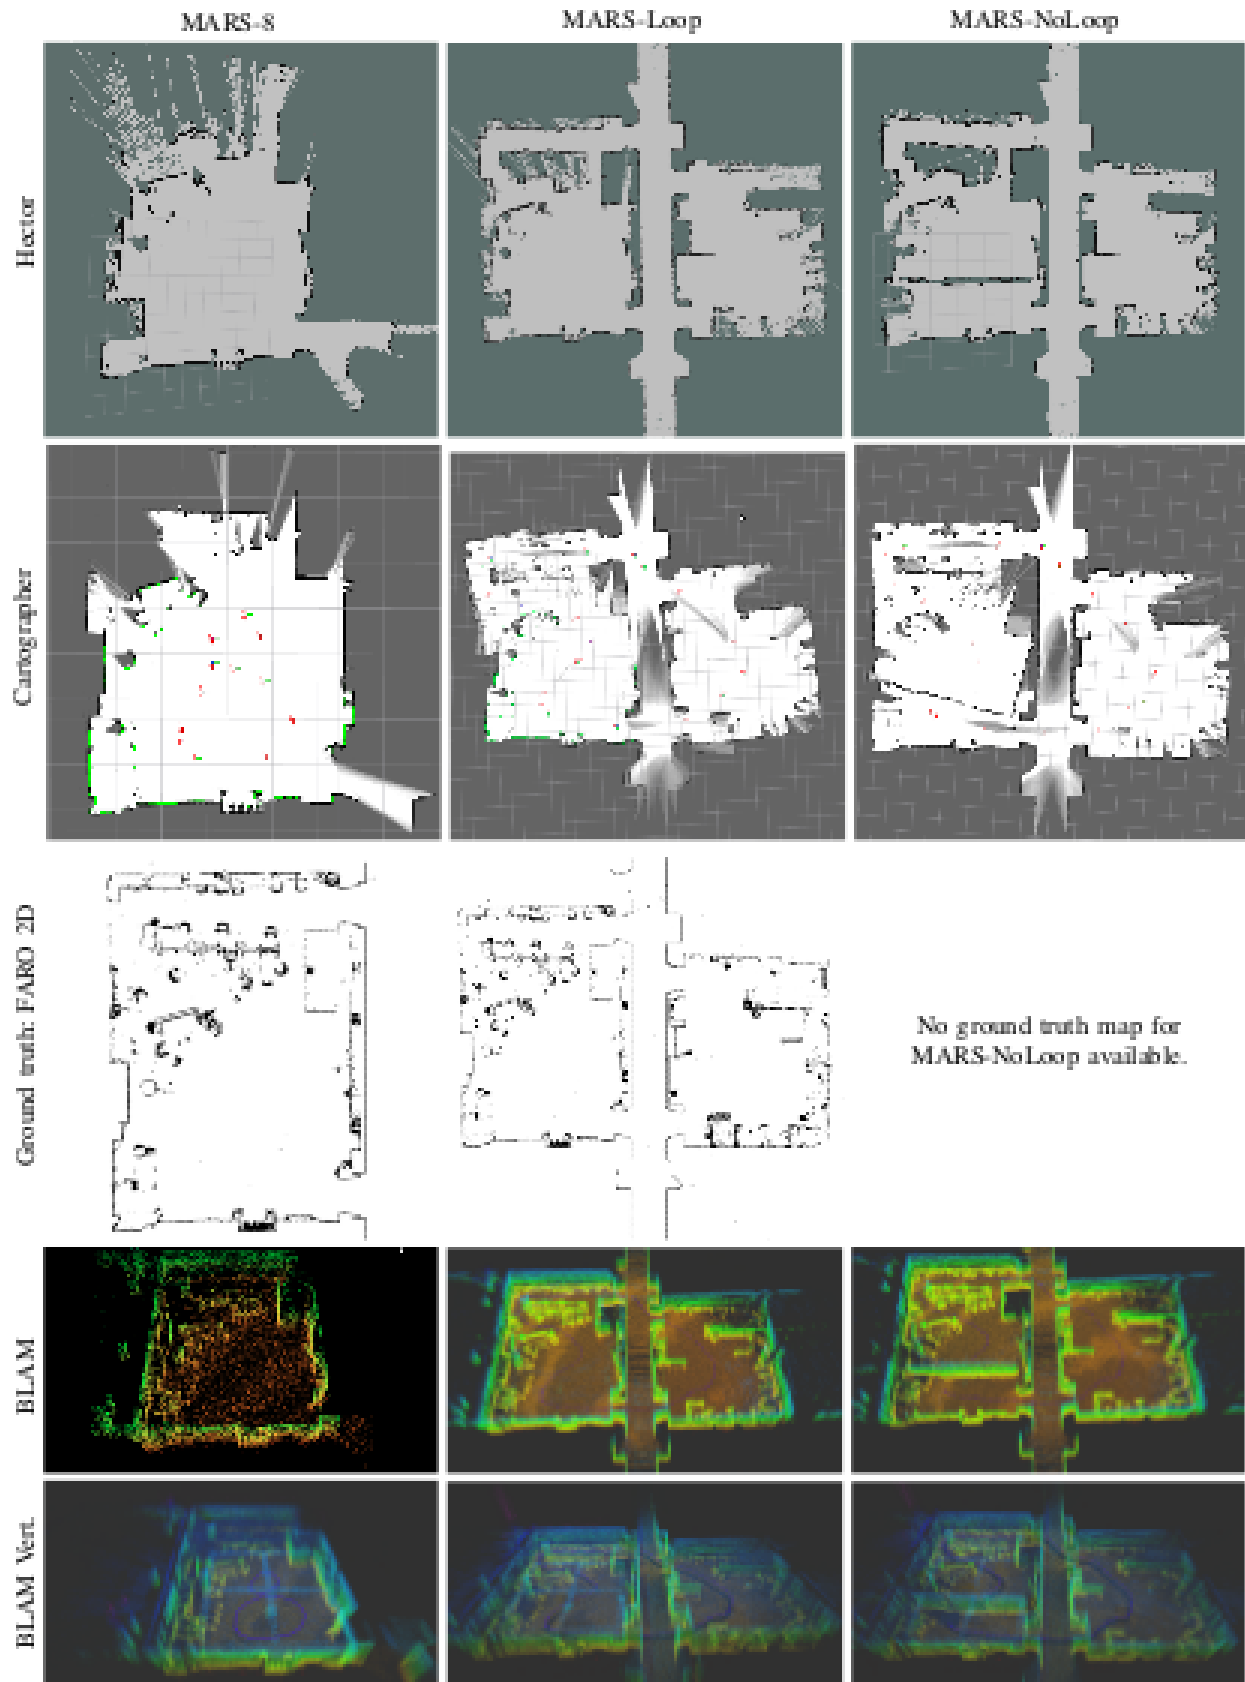 MARS-8
MARS-Loop
MARS-NoLoop
Hector
Cartographer
Ground truth: FARO 2D
No ground truth map for
MARS-NoLoop available.
BLAM
BLAM Vert.